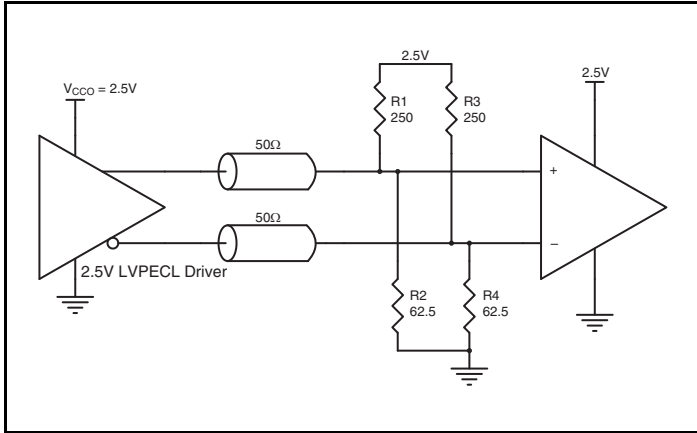 2.5V
V_CCO = 2.5V
2.5V
R1
250
R3
250
50Ω
+
50Ω
–
2.5V LVPECL Driver
R2
62.5
R4
62.5